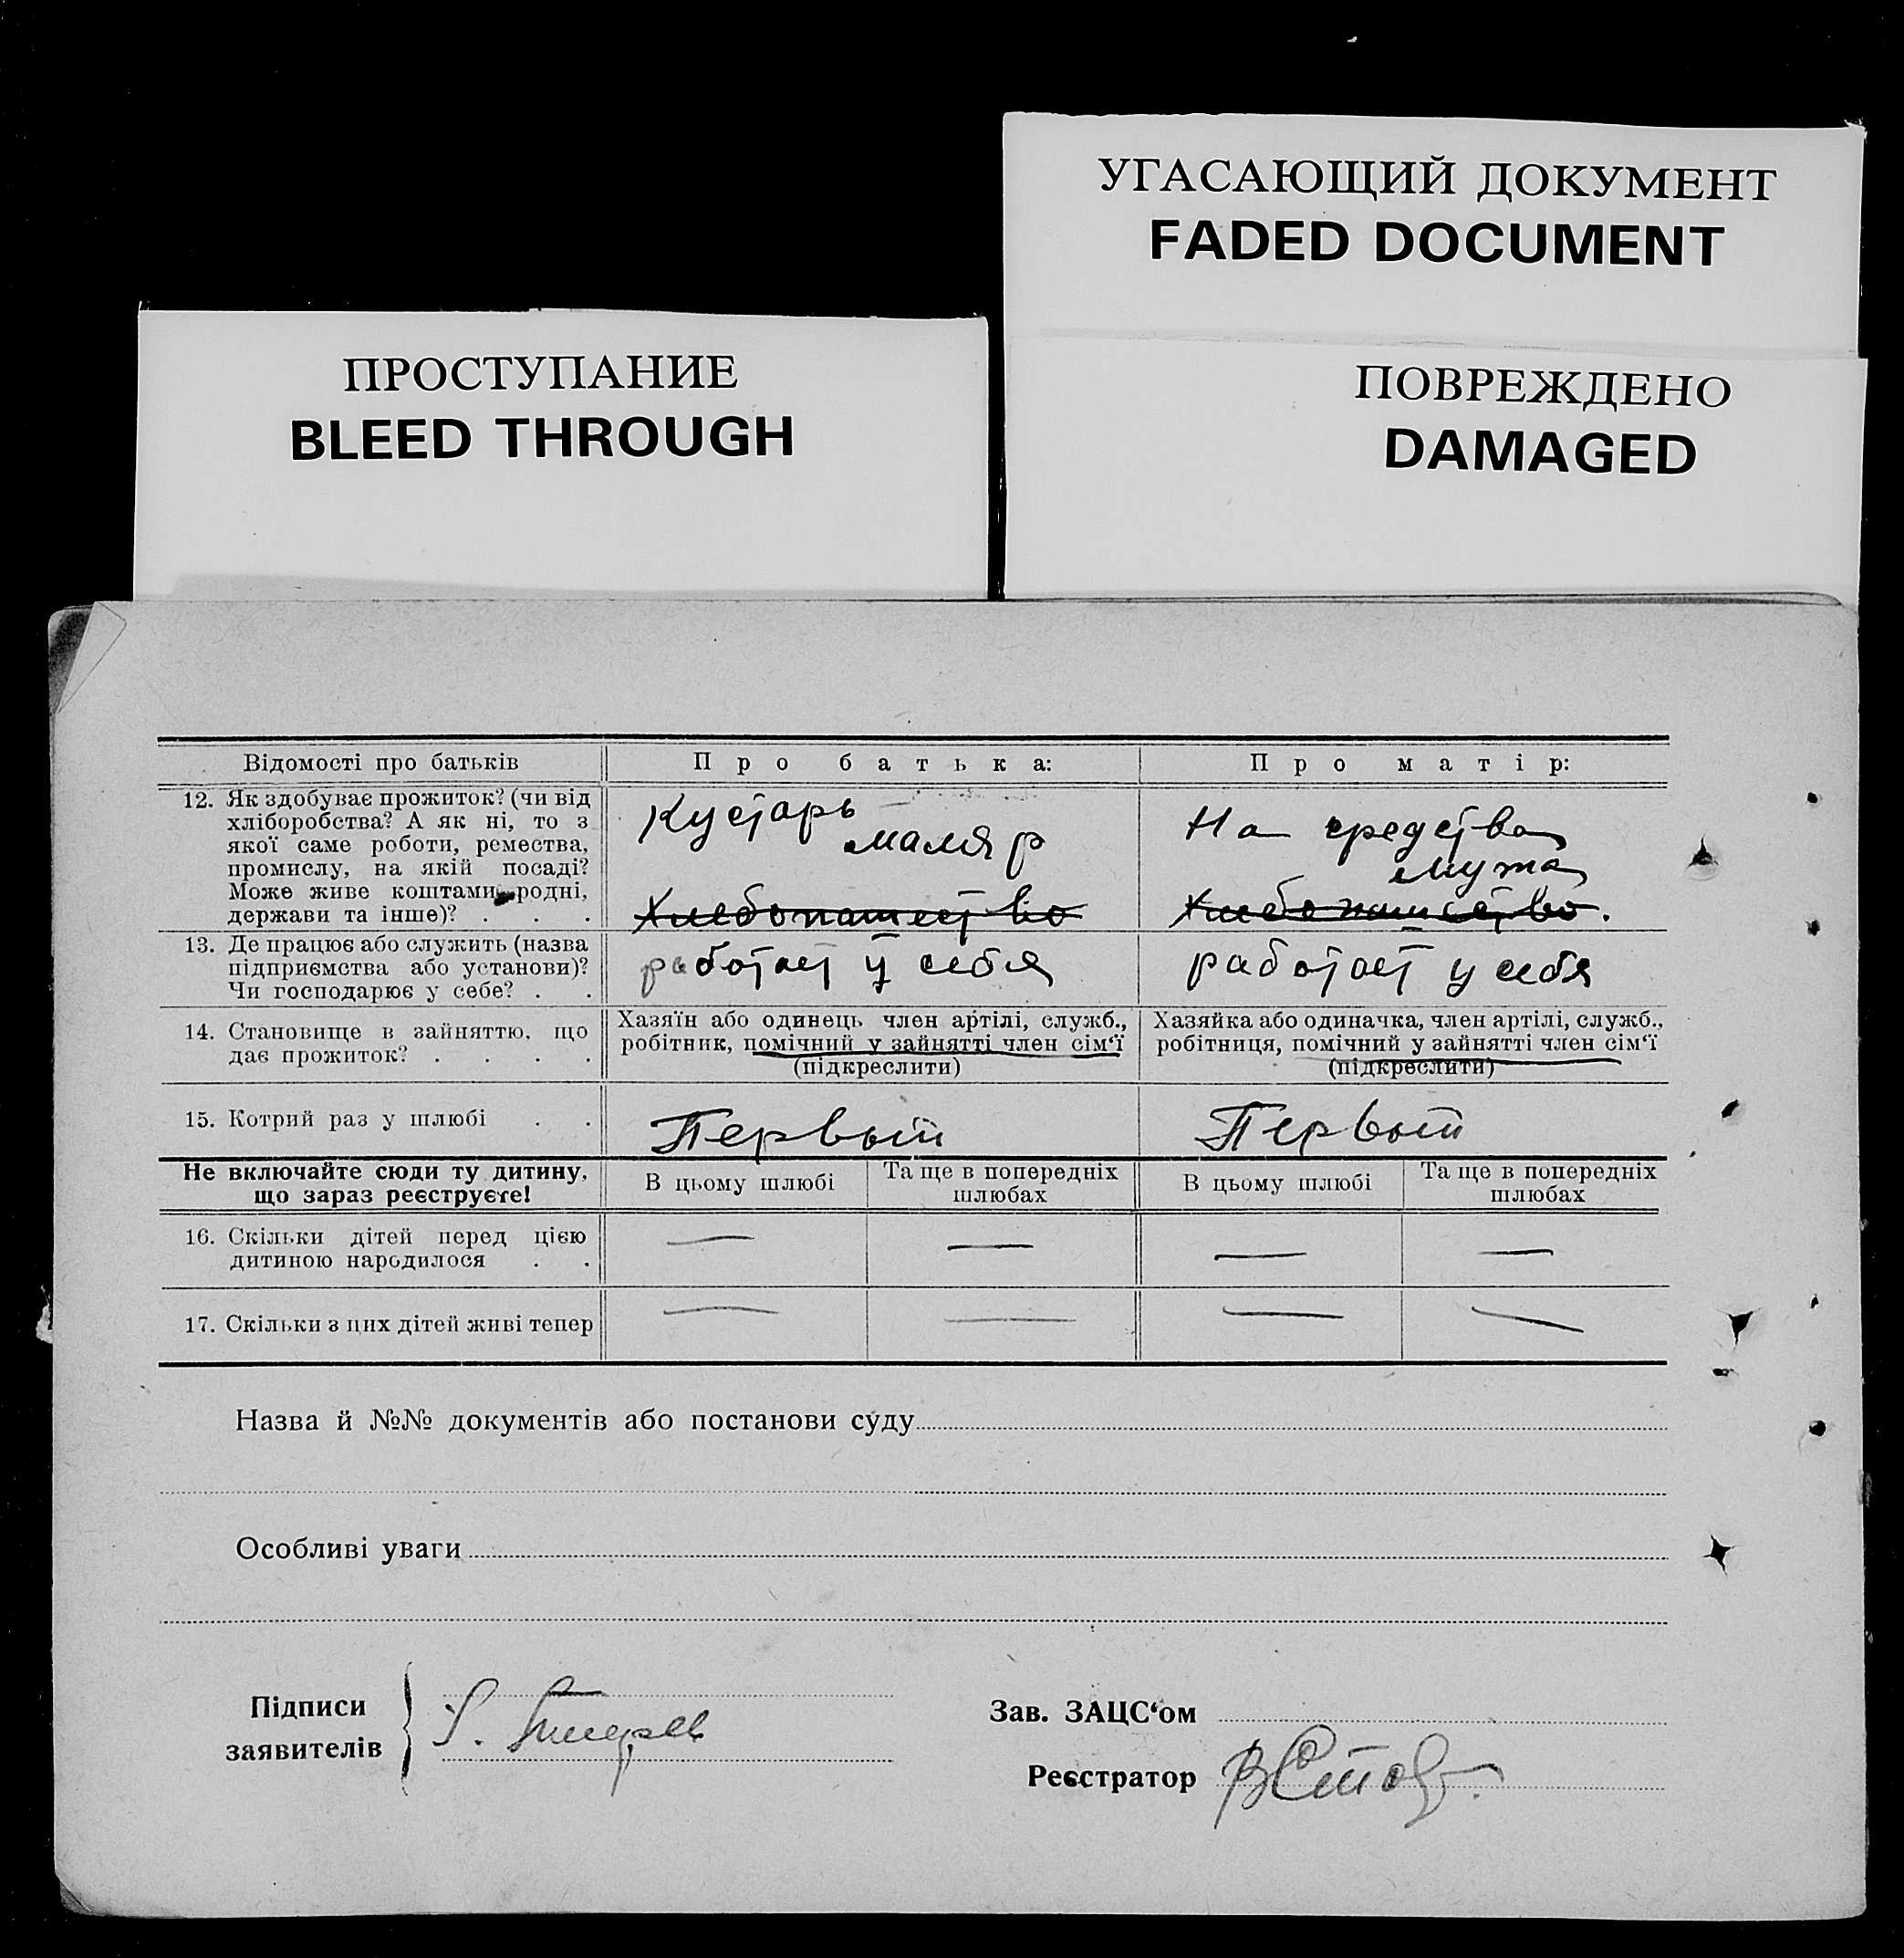 УГАСАЮЩИЙ ДОКУМЕНТ
FADED DOCUMENT
ПРОСТУПАНИЕ
BLEED THROUGH
ПОВРЕЖДЕНО
DAMAGED
Відомості про батьків
Про батька:
Про матір:
12. Як здобуває прожиток? (чи від
хліборобства? А як ні, то з
якої саме роботи, ремества,
промислу, на якій посаді?
Може живе коштами родні,
держави та інше)? . . .
Кустарь
маляр
Хлебопашество
На средства
мужа
Хлебопашество.
13. Де працює або служить (назва
підприємства або установи)?
Чи господарює у себе? . .
работает у себя
работает у себя
14. Становище в зайняттю, що
дає прожиток? . . . .
Хазяїн або одинець член артілі, служб.,
робітник, помічний у зайнятті член сім‘ї
(підкреслити)
Хазяйка або одиначка, член артілі, служб.,
робітниця, помічний у зайнятті член сім‘ї
(підкреслити)
15. Котрий раз у шлюбі . .
Первый
Первый
Не включайте сюди ту дитину,
що зараз реєструєте!
В цьому шлюбі
Та ще в попередніх
шлюбах
В цьому шлюбі
Та ще в попередніх
шлюбах
16. Скільки дітей перед цією
дитиною народилося . .
— — — —
17. Скільки з цих дітей живі тепер
— — — —
Назва й №№ документів або постанови суду
Особливі уваги
Підписи
заявителів
Зав. ЗАЦС‘ом
Реєстратор